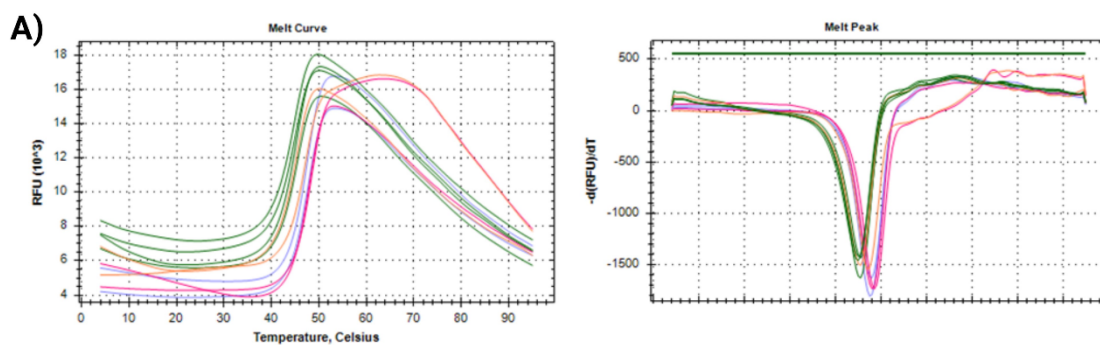 A)
Melt Curve
18
16
14
12
10
8
6
4
RFU (10^3)
0 10 20 30 40 50 60 70 80 90
Temperature, Celsius
Melt Peak
500
0
-500
-1000
-1500
-d(RFU)/dT